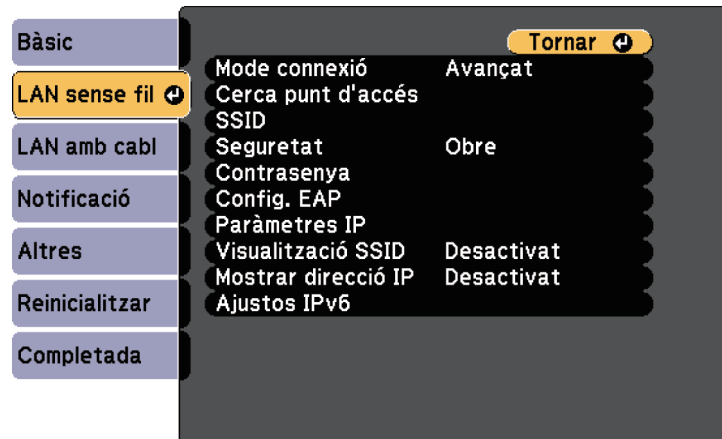 Bàsic
LAN sense fil
LAN amb cabl
Notificació
Altres
Reinicialitzar
Completada
Tornar
Mode connexió Avançat
Cerca punt d'accés
SSID
Seguretat Obre
Contrasenya
Config. EAP
Paràmetres IP
Visualització SSID Desactivat
Mostrar direcció IP Desactivat
Ajustos IPv6